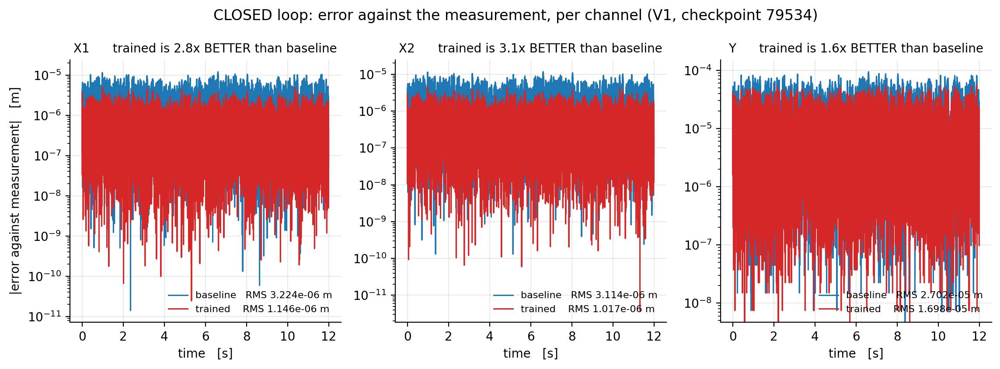 CLOSED loop: error against the measurement, per channel (V1, checkpoint 79534)
X1 trained is 2.8x BETTER than baseline
X2 trained is 3.1x BETTER than baseline
Y trained is 1.6x BETTER than baseline
|error against measurement| [m]
10⁻⁵
10⁻⁶
10⁻⁷
10⁻⁸
10⁻⁹
10⁻¹⁰
10⁻¹¹
baseline RMS 3.224e-06 m
trained RMS 1.146e-06 m
0 2 4 6 8 10 12
time [s]
10⁻⁵
10⁻⁶
10⁻⁷
10⁻⁸
10⁻⁹
10⁻¹⁰
10⁻¹¹
baseline RMS 3.114e-06 m
trained RMS 1.017e-06 m
0 2 4 6 8 10 12
time [s]
10⁻⁴
10⁻⁵
10⁻⁶
10⁻⁷
10⁻⁸
baseline RMS 2.702e-05 m
trained RMS 1.698e-05 m
0 2 4 6 8 10 12
time [s]